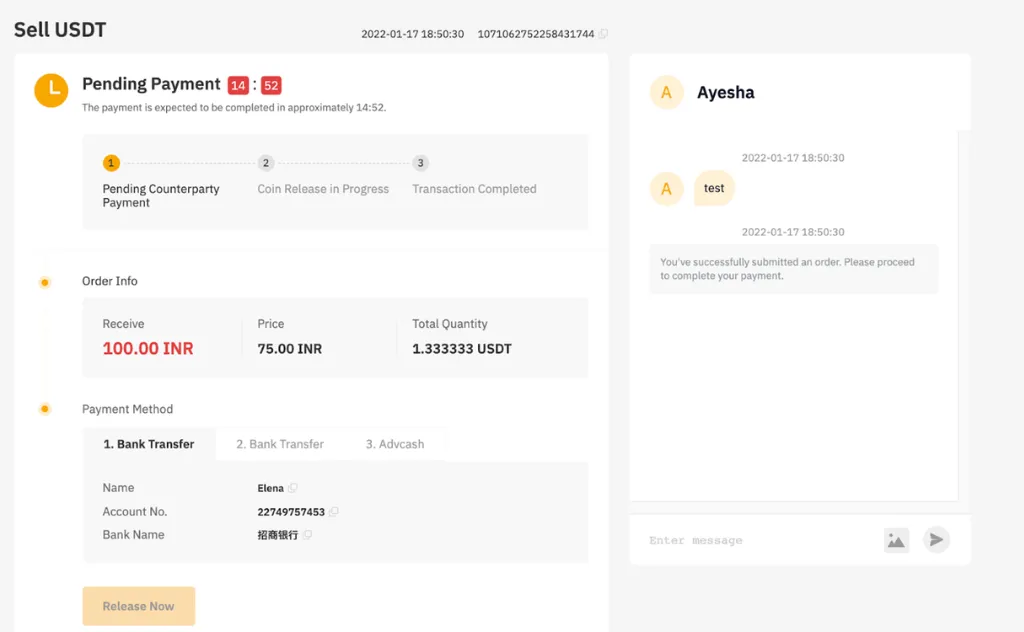 Sell USDT
2022-01-17 18:50:30 1071062752258431744
Pending Payment 14 : 52
The payment is expected to be completed in approximately 14:52.
1 2 3
Pending Counterparty Payment
Coin Release in Progress
Transaction Completed
Order Info
Receive Price Total Quantity
100.00 INR 75.00 INR 1.333333 USDT
Payment Method
1. Bank Transfer 2. Bank Transfer 3. Advcash
Name Elena
Account No. 22749757453
Bank Name 招商银行
Release Now
A Ayesha
2022-01-17 18:50:30
A test
2022-01-17 18:50:30
You've successfully submitted an order. Please proceed
to complete your payment.
Enter message